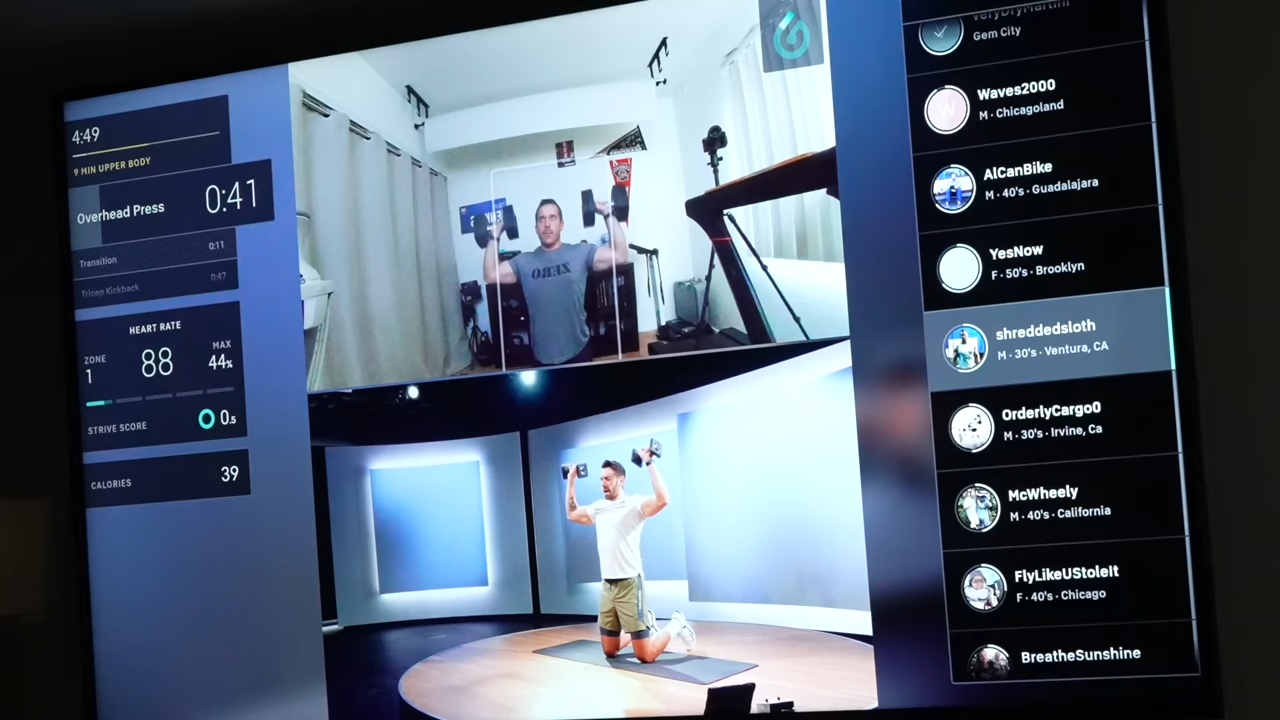 4:49
9 MIN UPPER BODY
Overhead Press
0:41
Transition
0:11
Tricep Kickback
0:47
HEART RATE
ZONE
1
88
MAX
44%
STRIVE SCORE
0.5
CALORIES
39
ZERO
VeryDryMartini
Gem City
W
Waves2000
M · Chicagoland
AlCanBike
M · 40's · Guadalajara
YesNow
F · 50's · Brooklyn
shreddedsloth
M · 30's · Ventura, CA
OrderlyCargo0
M · 30's · Irvine, Ca
McWheely
M · 40's · California
FlyLikeUStoleIt
F · 40's · Chicago
BreatheSunshine